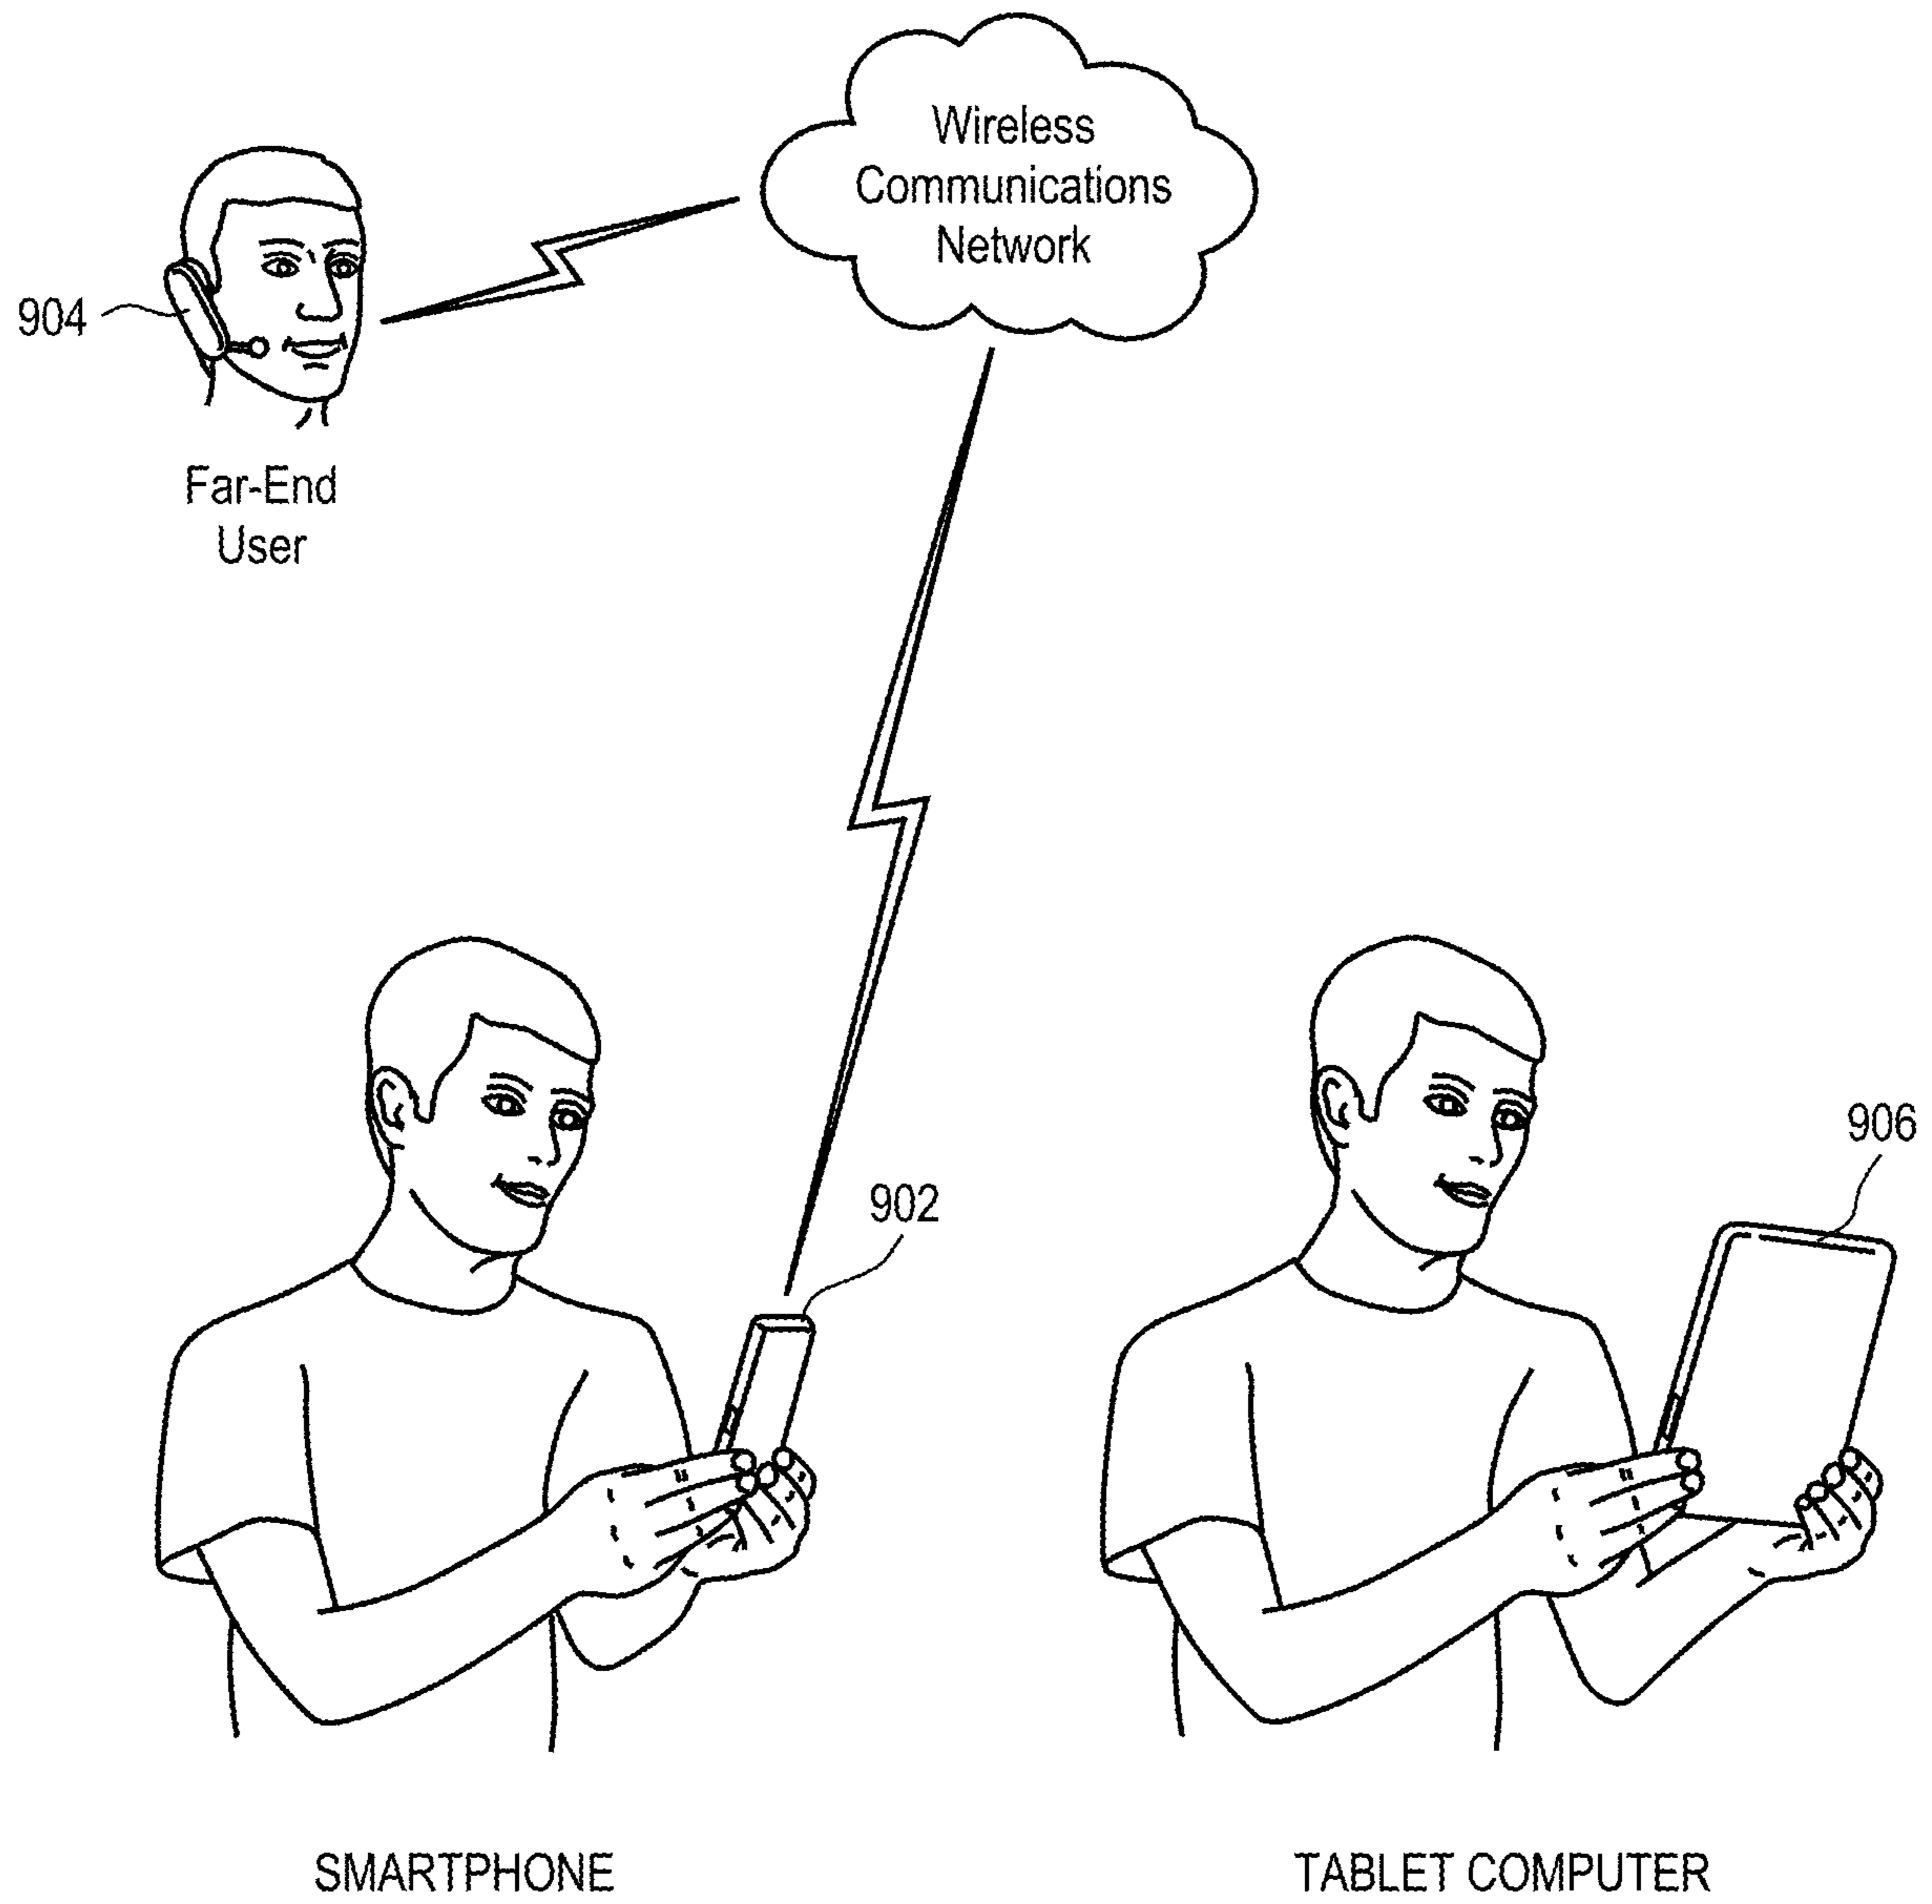 Wireless
Communications
Network
904
Far-End
User
906
902
SMARTPHONE
TABLET COMPUTER